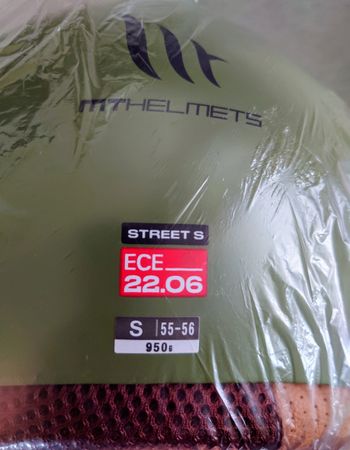 MTHELMETS
STREET S
ECE
22.06
S 55-56
950g